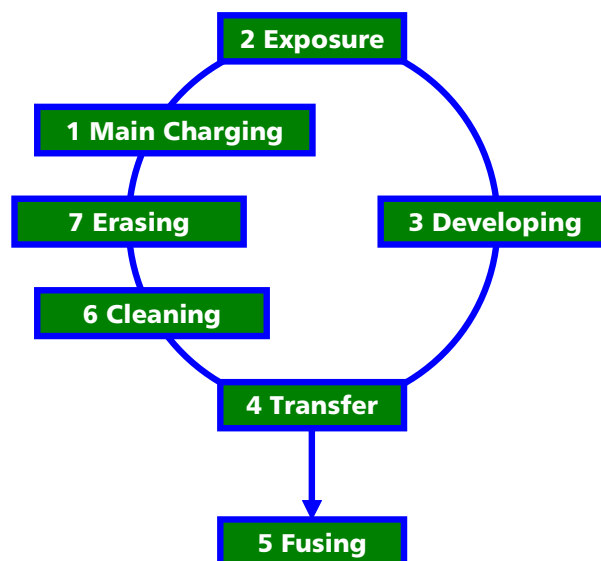 2 Exposure
1 Main Charging
7 Erasing
3 Developing
6 Cleaning
4 Transfer
5 Fusing